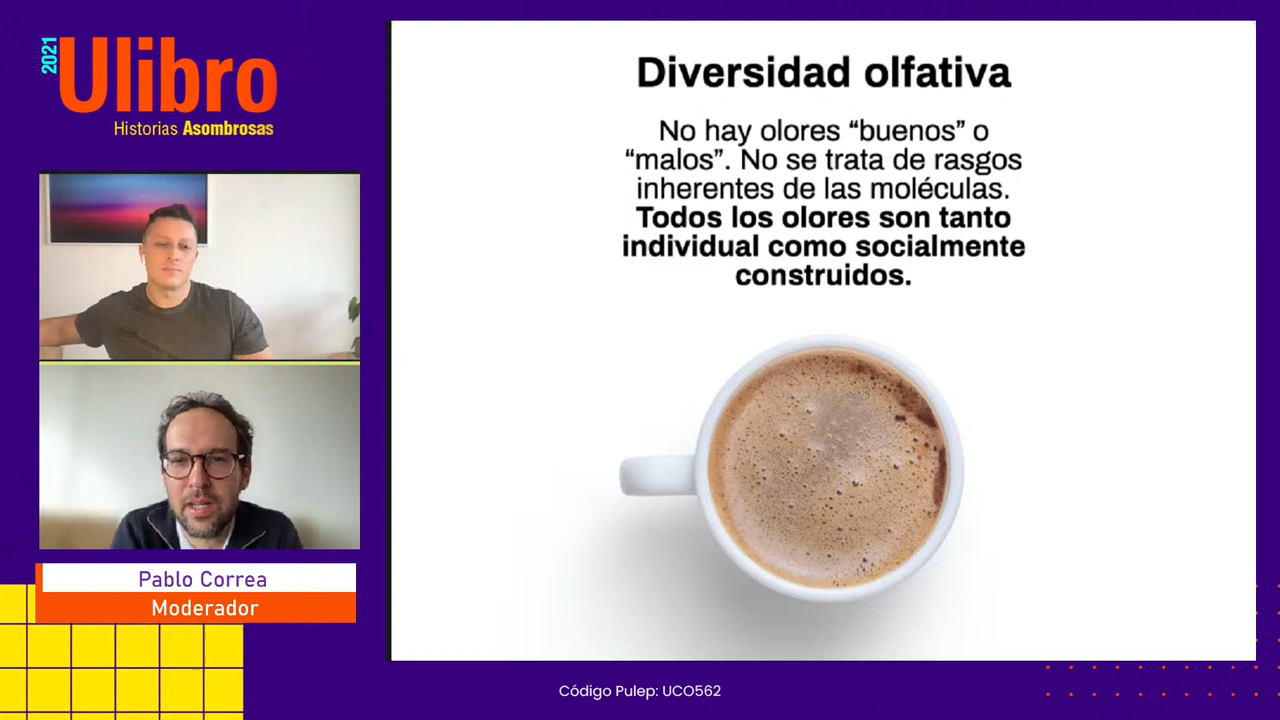 2021
Ulibro
Historias Asombrosas
Pablo Correa
Moderador
Diversidad olfativa
No hay olores “buenos” o
“malos”. No se trata de rasgos
inherentes de las moléculas.
Todos los olores son tanto
individual como socialmente
construidos.
Código Pulep: UCO562